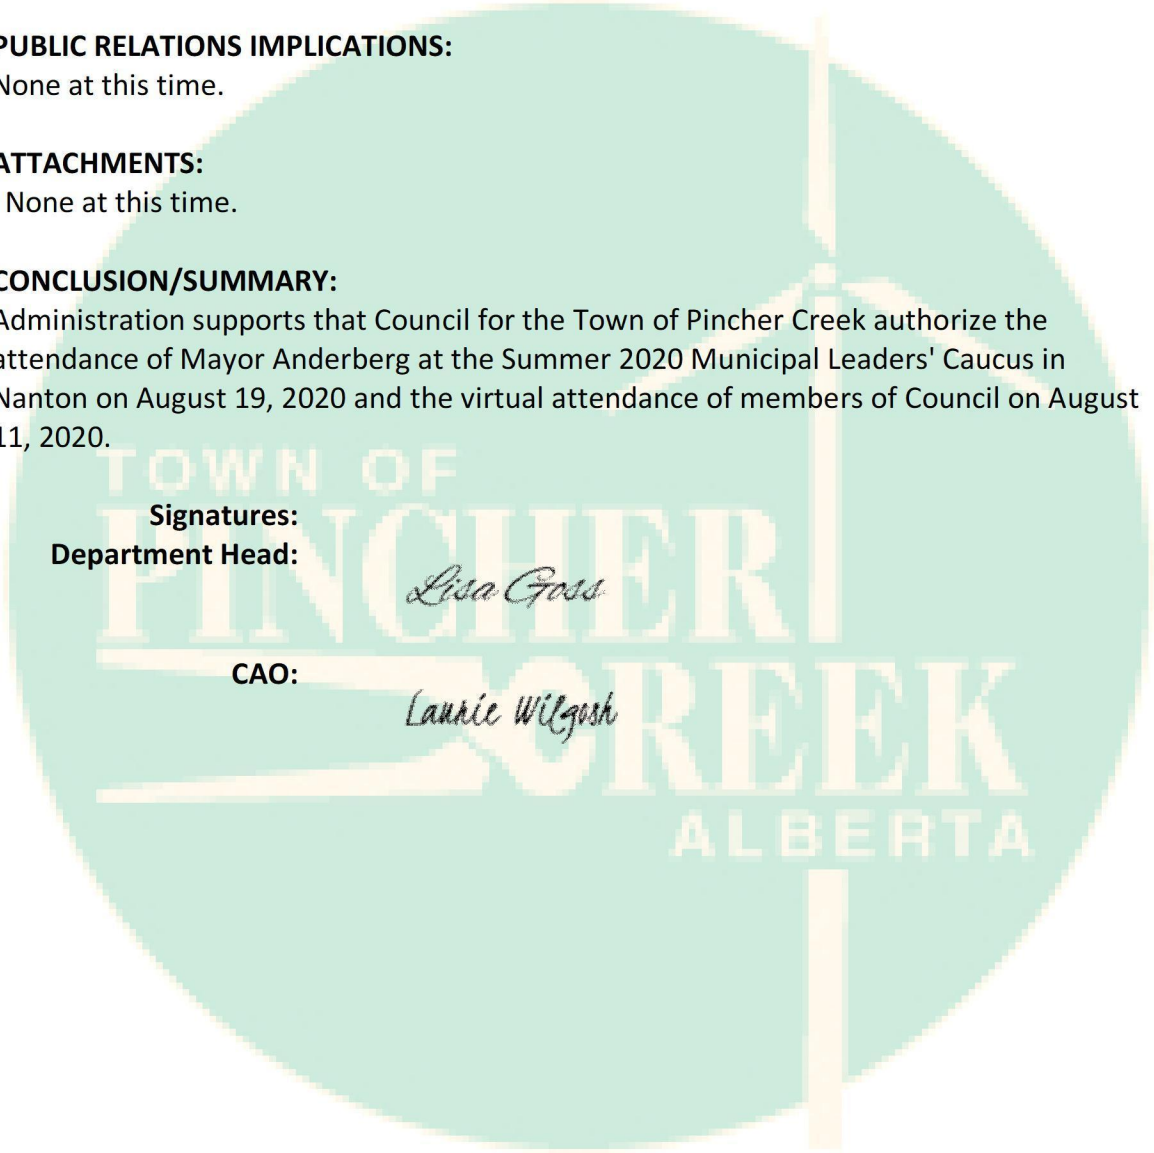 PUBLIC RELATIONS IMPLICATIONS:
None at this time.
ATTACHMENTS:
None at this time.
CONCLUSION/SUMMARY:
Administration supports that Council for the Town of Pincher Creek authorize the
attendance of Mayor Anderberg at the Summer 2020 Municipal Leaders' Caucus in
Nanton on August 19, 2020 and the virtual attendance of members of Council on August
11, 2020.
TOWN OF
PINCHER
CREEK
ALBERTA
Signatures:
Department Head:
Lisa Goss
CAO:
Laurie Wilgosh